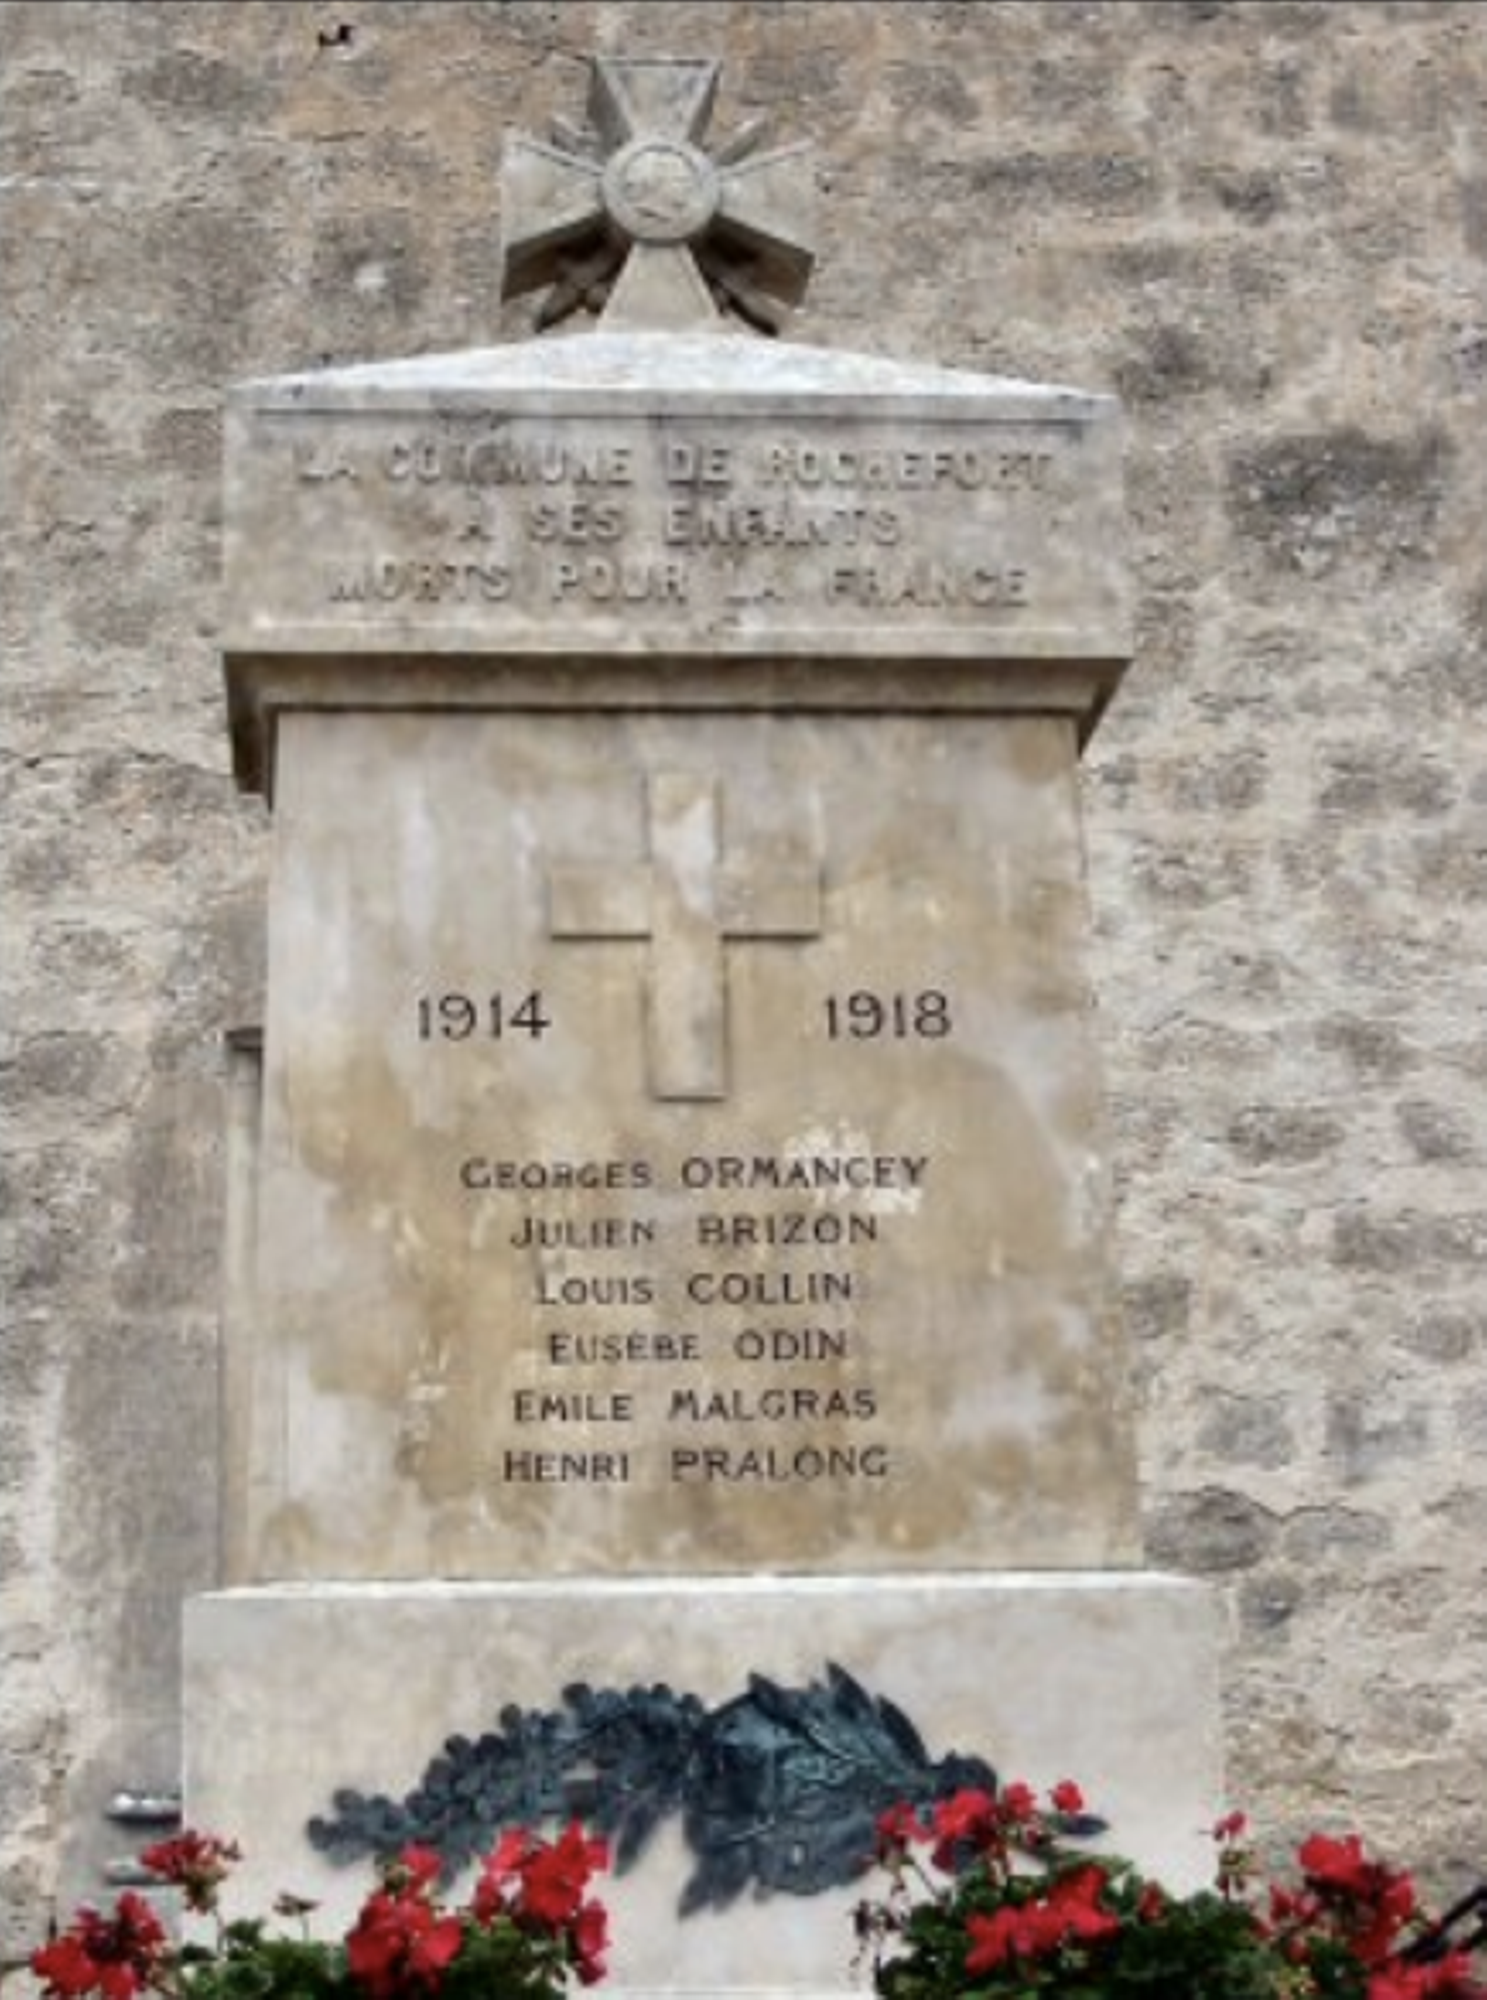 LA COMMUNE DE ROCHEFORT
A SES ENFANTS
MORTS POUR LA FRANCE
1914 1918
GEORGES ORMANCEY
JULIEN BRIZON
LOUIS COLLIN
EUSEBE ODIN
EMILE MALGRAS
HENRI PRALONG